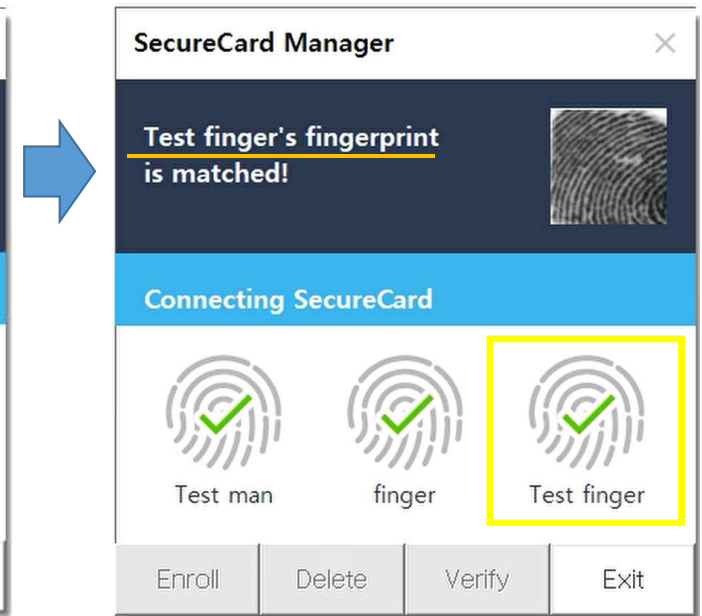 SecureCard Manager
Test finger's fingerprint
is matched!
Connecting SecureCard
Test man
finger
Test finger
Enroll
Delete
Verify
Exit